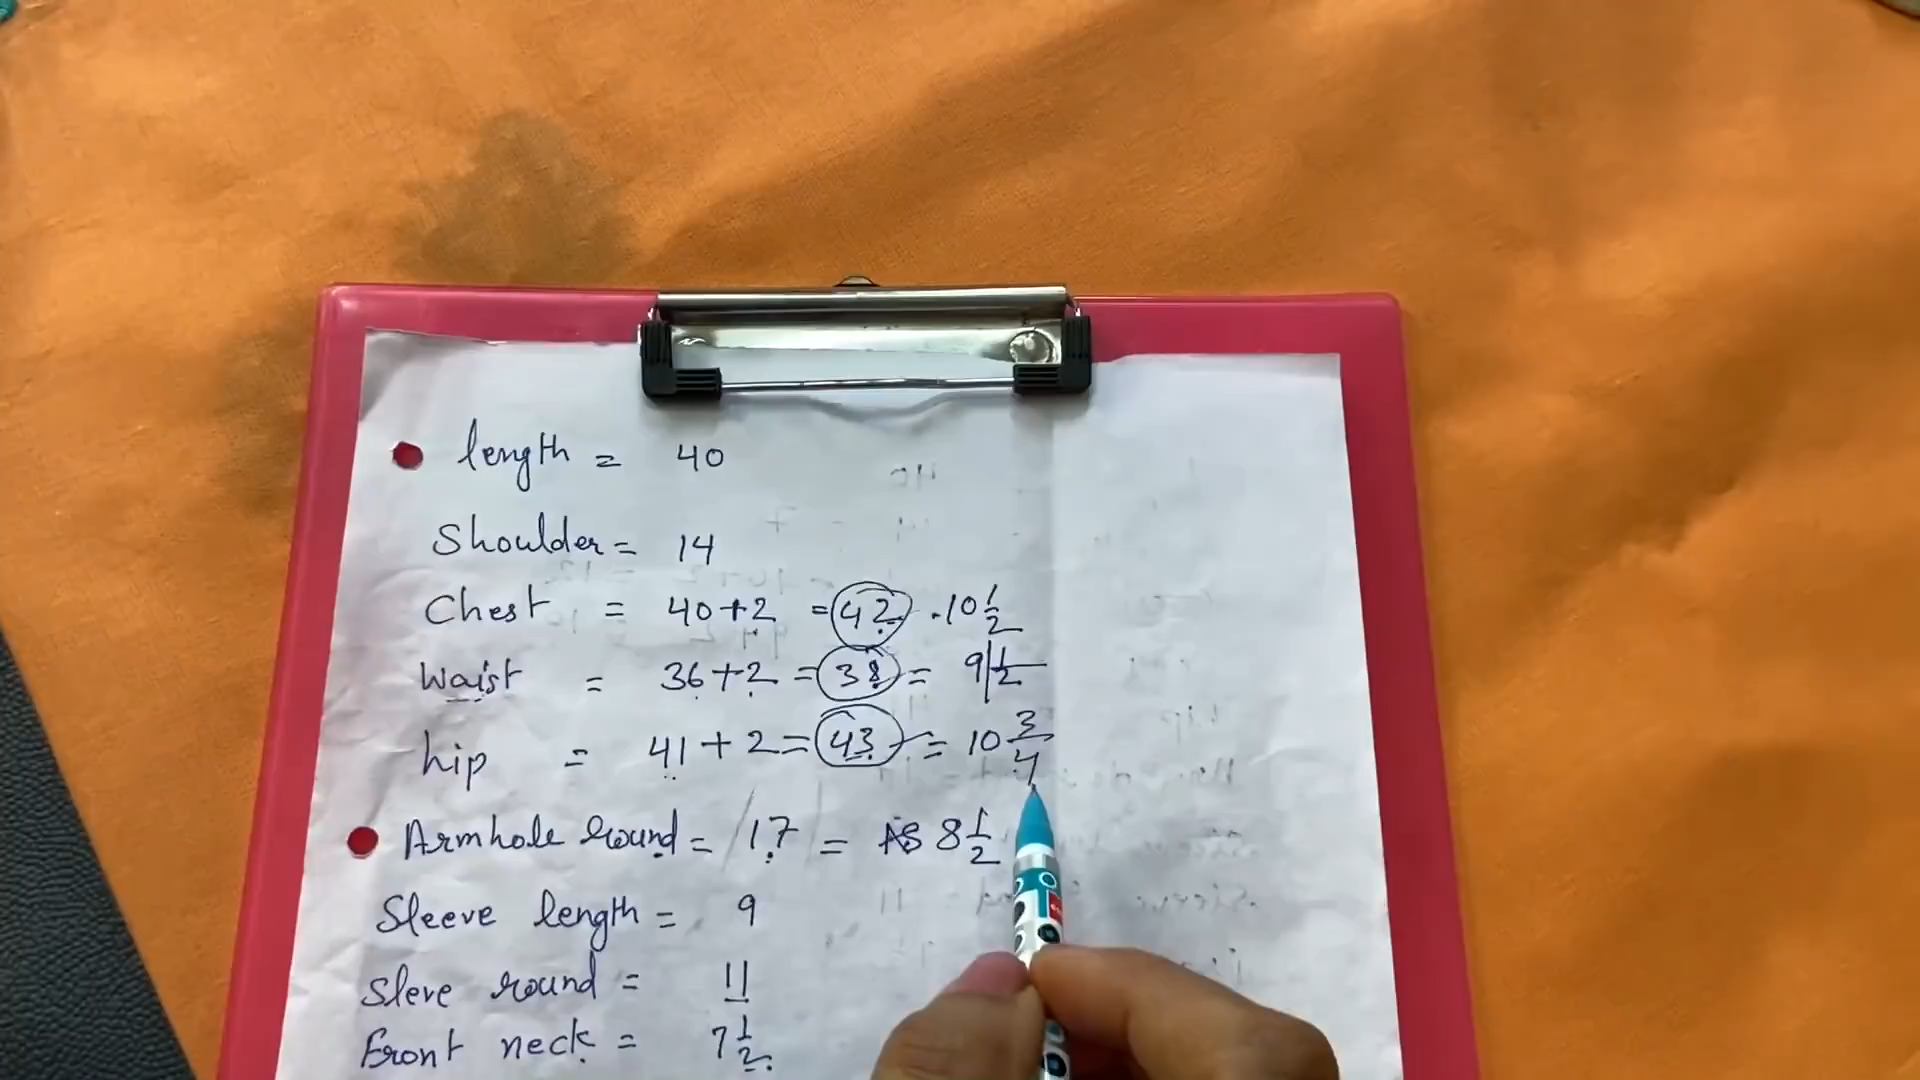 length = 40
Shoulder = 14
Chest = 40+2 = 42 . 10 1/2
Waist = 36+2 = 38 = 9 1/2
hip = 41+2 = 43 = 10 3/4
Armhole round = 17 = 8 1/2
Sleeve length = 9
Sleve round = 11
Front neck = 7 1/2